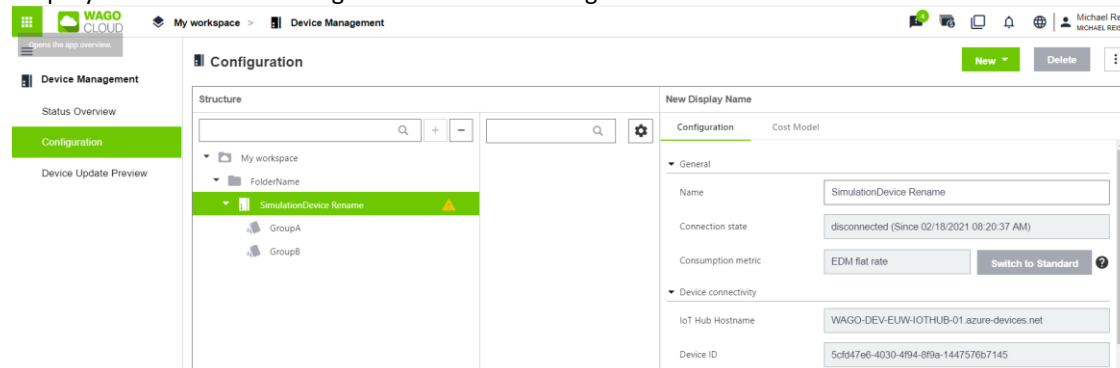 WAGO
CLOUD
My workspace > Device Management
4
Michael Re
MICHAEL REIS
Opens the app overview.
Device Management
Status Overview
Configuration
Device Update Preview
Configuration
New
Delete
Structure
New Display Name
Configuration
Cost Model
My workspace
FolderName
SimulationDevice Rename
GroupA
GroupB
General
Name
SimulationDevice Rename
Connection state
disconnected (Since 02/18/2021 08:20:37 AM)
Consumption metric
EDM flat rate
Switch to Standard
Device connectivity
IoT Hub Hostname
WAGO-DEV-EUW-IOTHUB-01.azure-devices.net
Device ID
5cfd47e6-4030-4f94-8f9a-1447576b7145